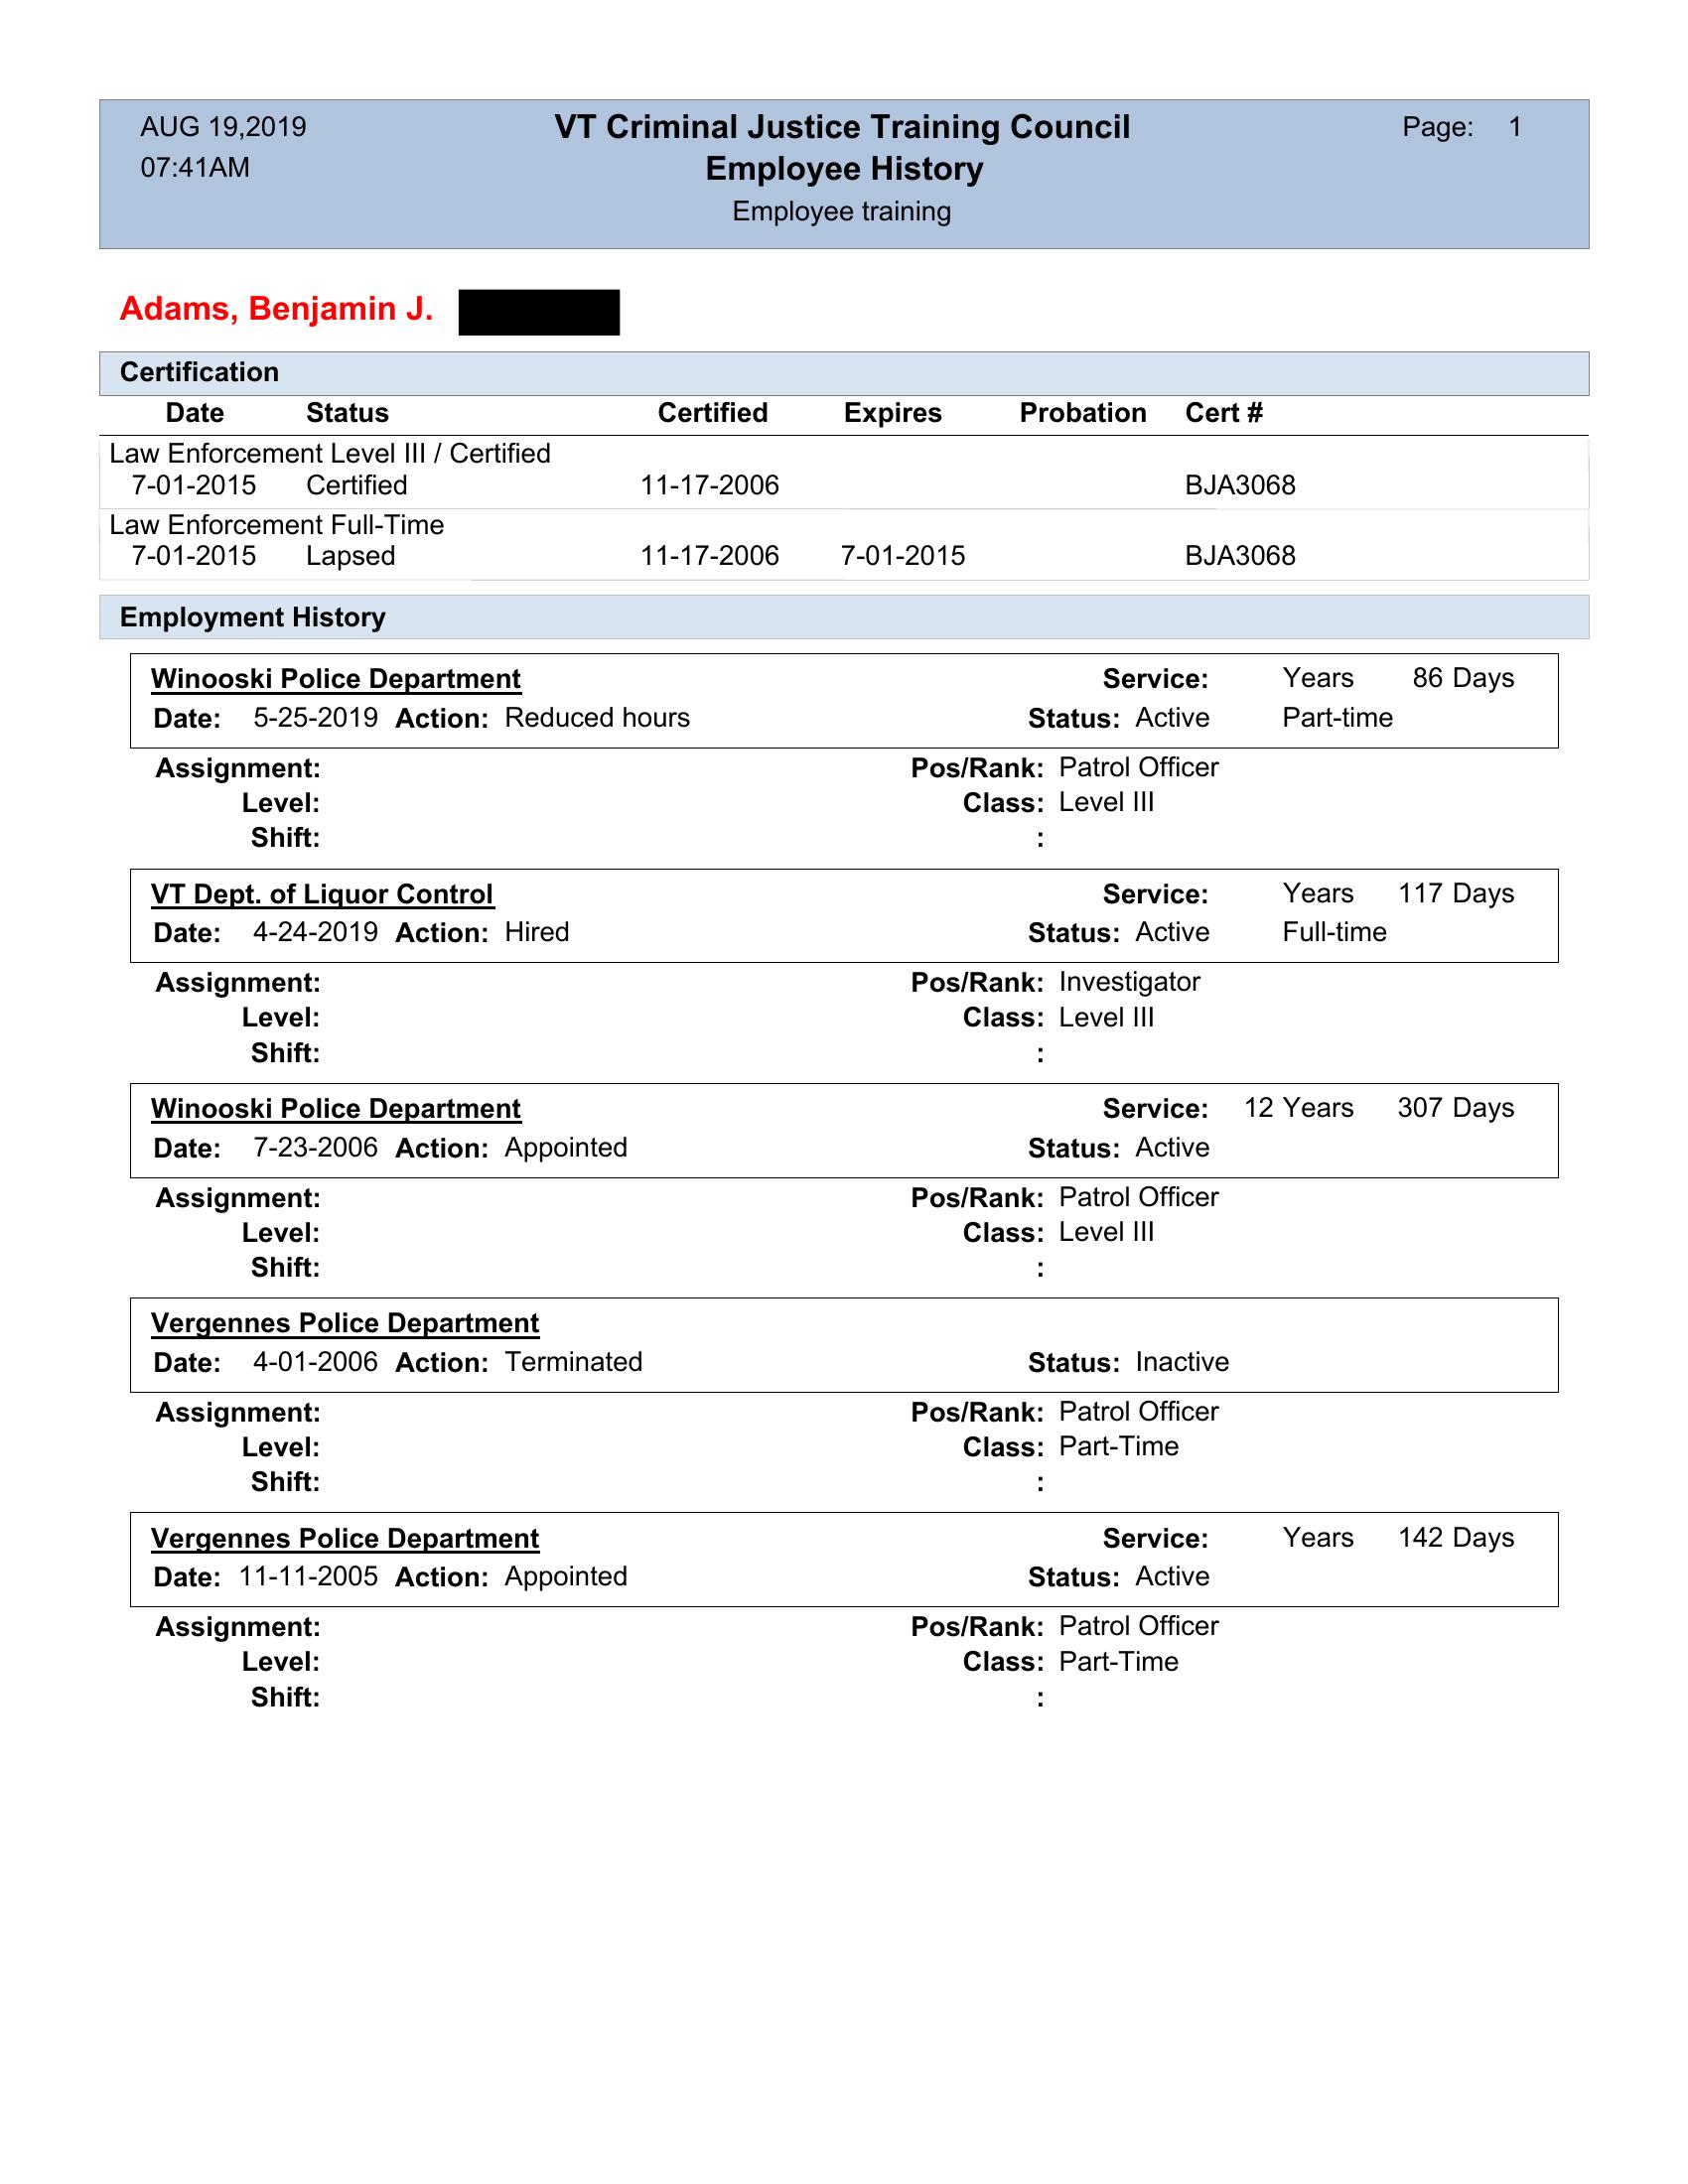 AUG 19,2019 VT Criminal Justice Training Council Page: 1
07:41AM Employee History
Employee training
Adams, Benjamin J.
Certification
Date Status Certified Expires Probation Cert #
Law Enforcement Level III / Certified
7-01-2015 Certified 11-17-2006 BJA3068
Law Enforcement Full-Time
7-01-2015 Lapsed 11-17-2006 7-01-2015 BJA3068
Employment History
Winooski Police Department Service: Years 86 Days
Date: 5-25-2019 Action: Reduced hours Status: Active Part-time
Assignment: Pos/Rank: Patrol Officer
Level: Class: Level III
Shift: :
VT Dept. of Liquor Control Service: Years 117 Days
Date: 4-24-2019 Action: Hired Status: Active Full-time
Assignment: Pos/Rank: Investigator
Level: Class: Level III
Shift: :
Winooski Police Department Service: 12 Years 307 Days
Date: 7-23-2006 Action: Appointed Status: Active
Assignment: Pos/Rank: Patrol Officer
Level: Class: Level III
Shift: :
Vergennes Police Department
Date: 4-01-2006 Action: Terminated Status: Inactive
Assignment: Pos/Rank: Patrol Officer
Level: Class: Part-Time
Shift: :
Vergennes Police Department Service: Years 142 Days
Date: 11-11-2005 Action: Appointed Status: Active
Assignment: Pos/Rank: Patrol Officer
Level: Class: Part-Time
Shift: :